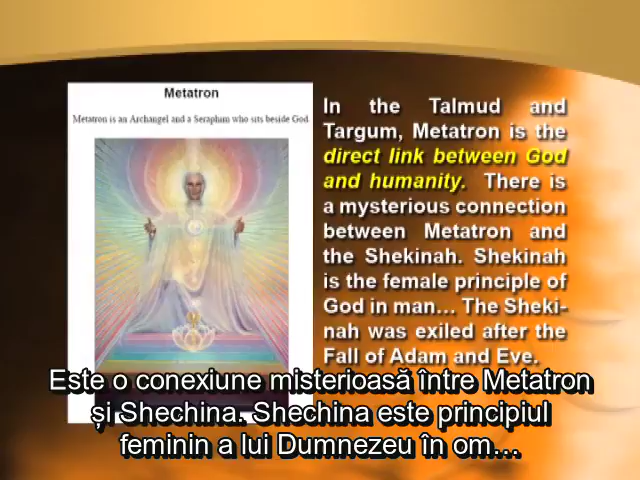 Metatron
Metatron is an Archangel and a Seraphim who sits beside God
In the Talmud and
Targum, Metatron is the
direct link between God
and humanity. There is
a mysterious connection
between Metatron and
the Shekinah. Shekinah
is the female principle of
God in man... The Sheki-
nah was exiled after the
Fall of Adam and Eve.
Este o conexiune misterioasă între Metatron
și Shechina. Shechina este principiul
feminin a lui Dumnezeu în om...